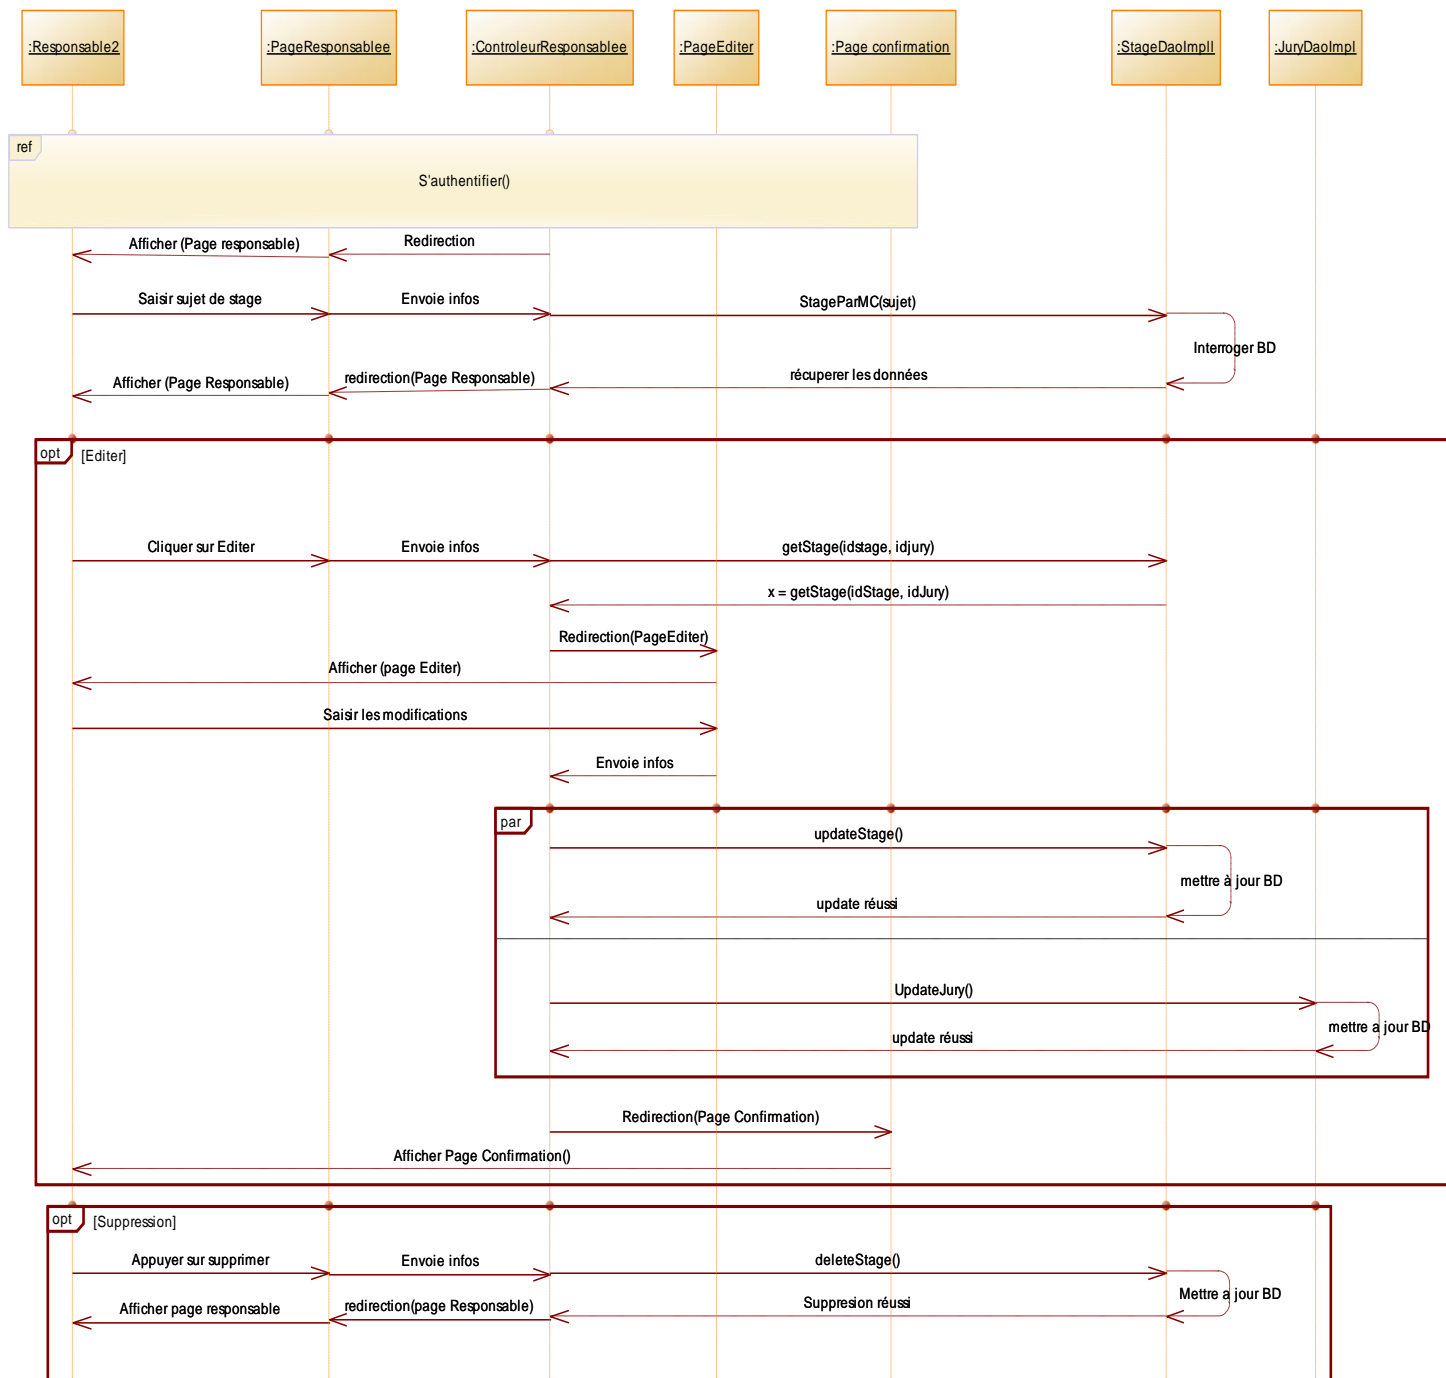 :Responsable2
:PageResponsablee
:ControleurResponsablee
:PageEditer
:Page confirmation
:StageDaoImpll
:JuryDaoImpl
ref
S'authentifier()
Afficher (Page responsable)
Redirection
Saisir sujet de stage
Envoie infos
StageParMC(sujet)
Interroger BD
Afficher (Page Responsable)
redirection(Page Responsable)
récuperer les données
opt
[Editer]
Cliquer sur Editer
Envoie infos
getStage(idstage, idjury)
x = getStage(idStage, idJury)
Redirection(PageEditer)
Afficher (page Editer)
Saisir les modifications
Envoie infos
par
updateStage()
mettre à jour BD
update réussi
UpdateJury()
mettre a jour BD
update réussi
Redirection(Page Confirmation)
Afficher Page Confirmation()
opt
[Suppression]
Appuyer sur supprimer
Envoie infos
deleteStage()
Mettre a jour BD
Afficher page responsable
redirection(page Responsable)
Suppresion réussi